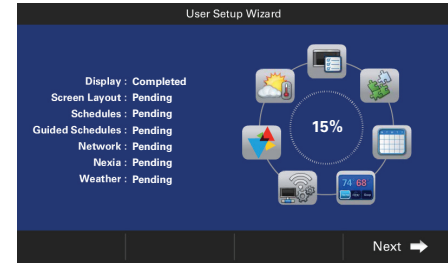 User Setup Wizard
Display : Completed
Screen Layout : Pending
Schedules : Pending
Guided Schedules : Pending
Network : Pending
Nexia : Pending
Weather : Pending
15%
74 68
Next